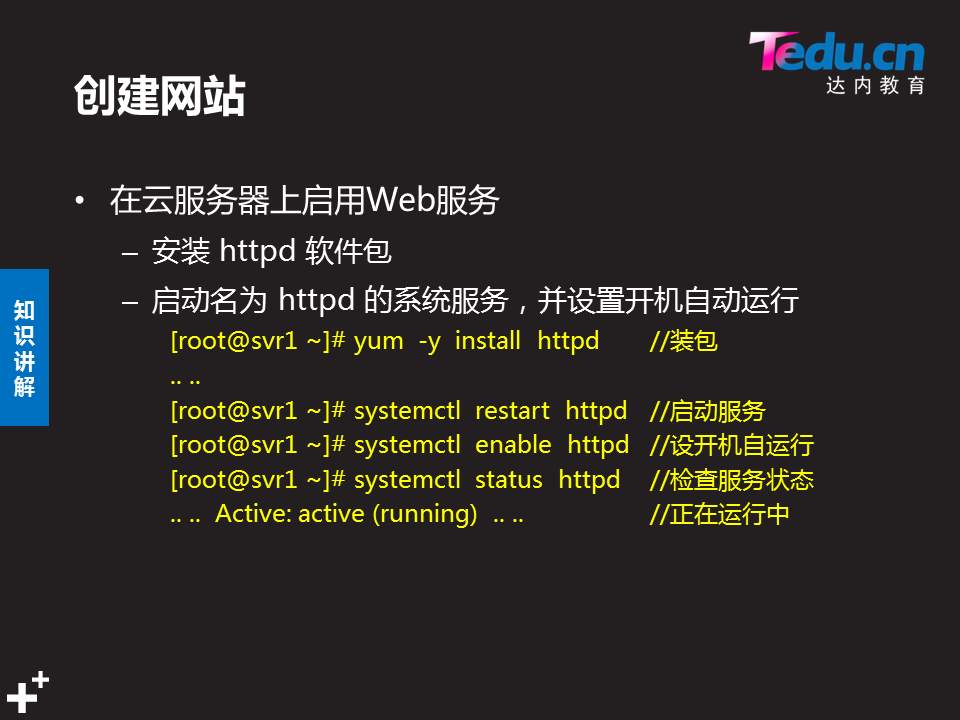 Tedu.cn
达内教育
创建网站
• 在云服务器上启用Web服务
– 安装 httpd 软件包
– 启动名为 httpd 的系统服务，并设置开机自动运行
[root@svr1 ~]# yum -y install httpd //装包
.. ..
[root@svr1 ~]# systemctl restart httpd //启动服务
[root@svr1 ~]# systemctl enable httpd //设开机自运行
[root@svr1 ~]# systemctl status httpd //检查服务状态
.. .. Active: active (running) .. .. //正在运行中
知识讲解